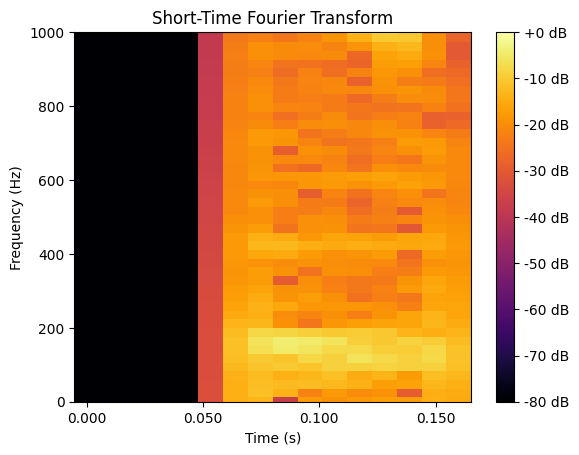 Short-Time Fourier Transform
1000
800
600
400
200
0
Frequency (Hz)
0.000
0.050
0.100
0.150
Time (s)
+0 dB
-10 dB
-20 dB
-30 dB
-40 dB
-50 dB
-60 dB
-70 dB
-80 dB